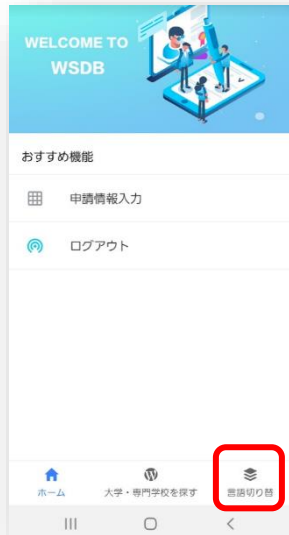 WELCOME TO
WSDB
おすすめ機能
申請情報入力
ログアウト
ホーム
大学・専門学校を探す
言語切り替